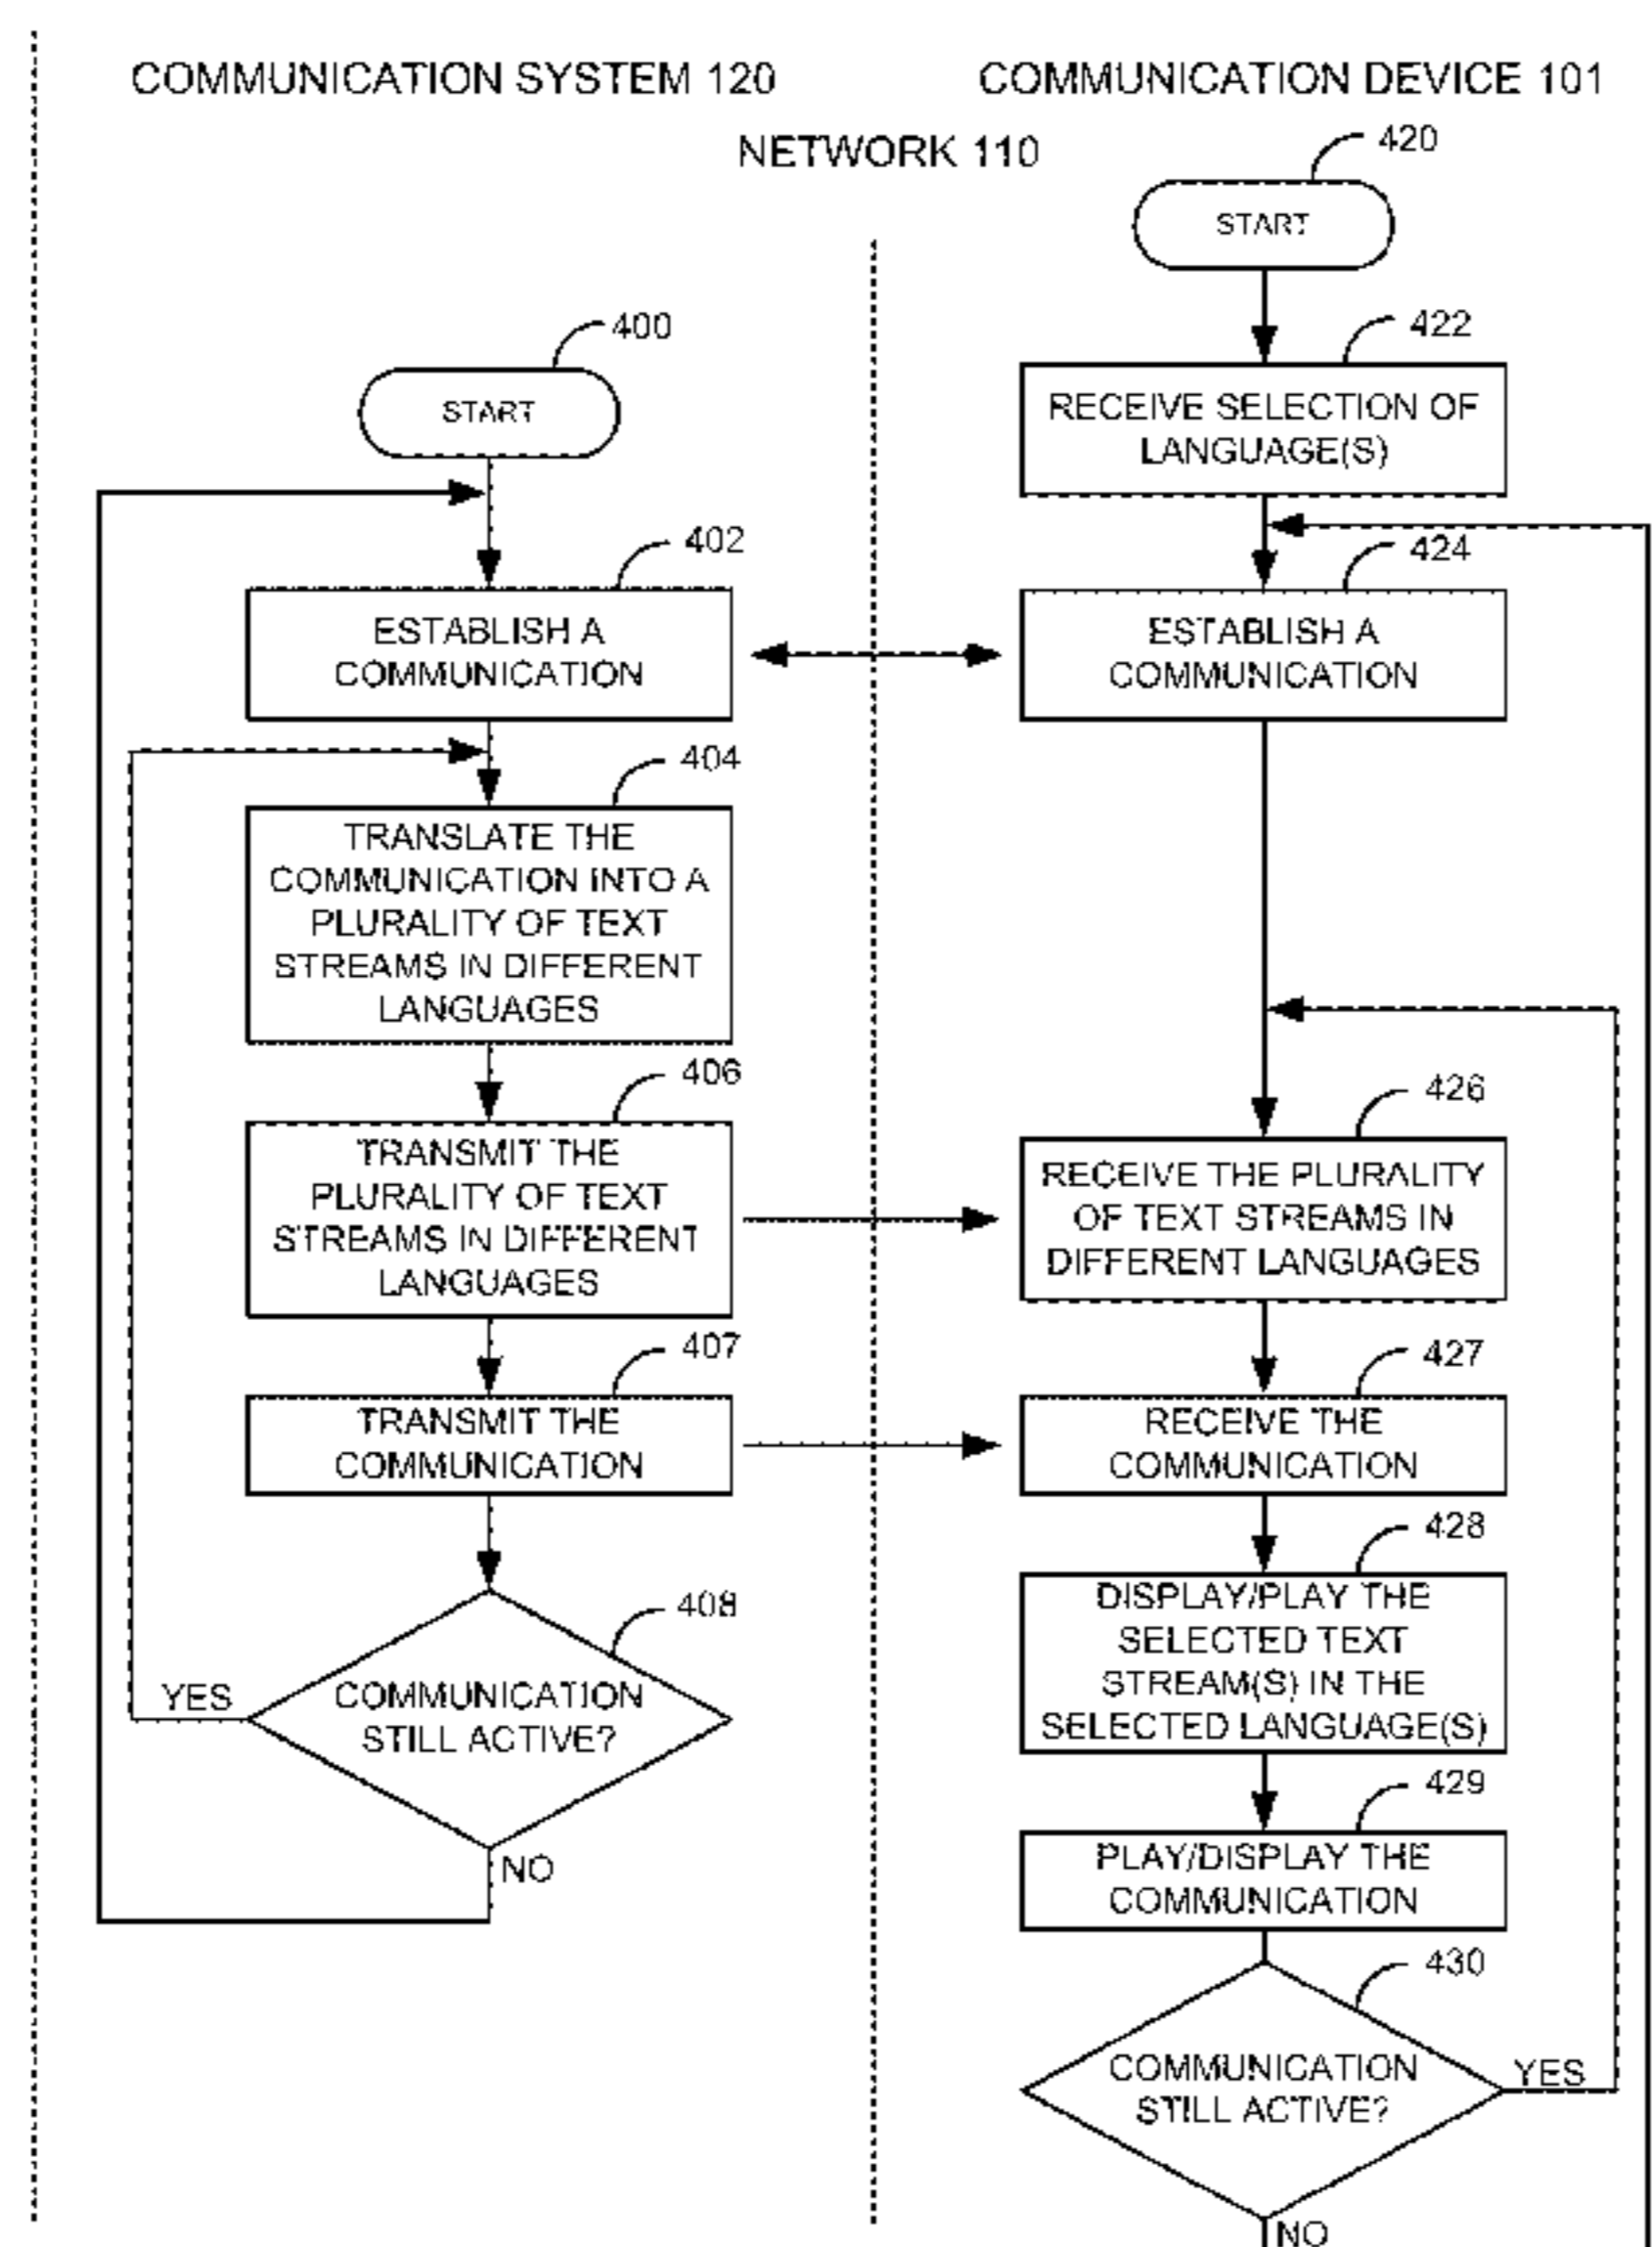 COMMUNICATION SYSTEM 120
COMMUNICATION DEVICE 101
NETWORK 110
400
START
402
ESTABLISH A
COMMUNICATION
404
TRANSLATE THE
COMMUNICATION INTO A
PLURALITY OF TEXT
STREAMS IN DIFFERENT
LANGUAGES
406
TRANSMIT THE
PLURALITY OF TEXT
STREAMS IN DIFFERENT
LANGUAGES
407
TRANSMIT THE
COMMUNICATION
408
COMMUNICATION
STILL ACTIVE?
YES
NO
420
START
422
RECEIVE SELECTION OF
LANGUAGE(S)
424
ESTABLISH A
COMMUNICATION
426
RECEIVE THE PLURALITY
OF TEXT STREAMS IN
DIFFERENT LANGUAGES
427
RECEIVE THE
COMMUNICATION
428
DISPLAY/PLAY THE
SELECTED TEXT
STREAM(S) IN THE
SELECTED LANGUAGE(S)
429
PLAY/DISPLAY THE
COMMUNICATION
430
COMMUNICATION
STILL ACTIVE?
YES
NO